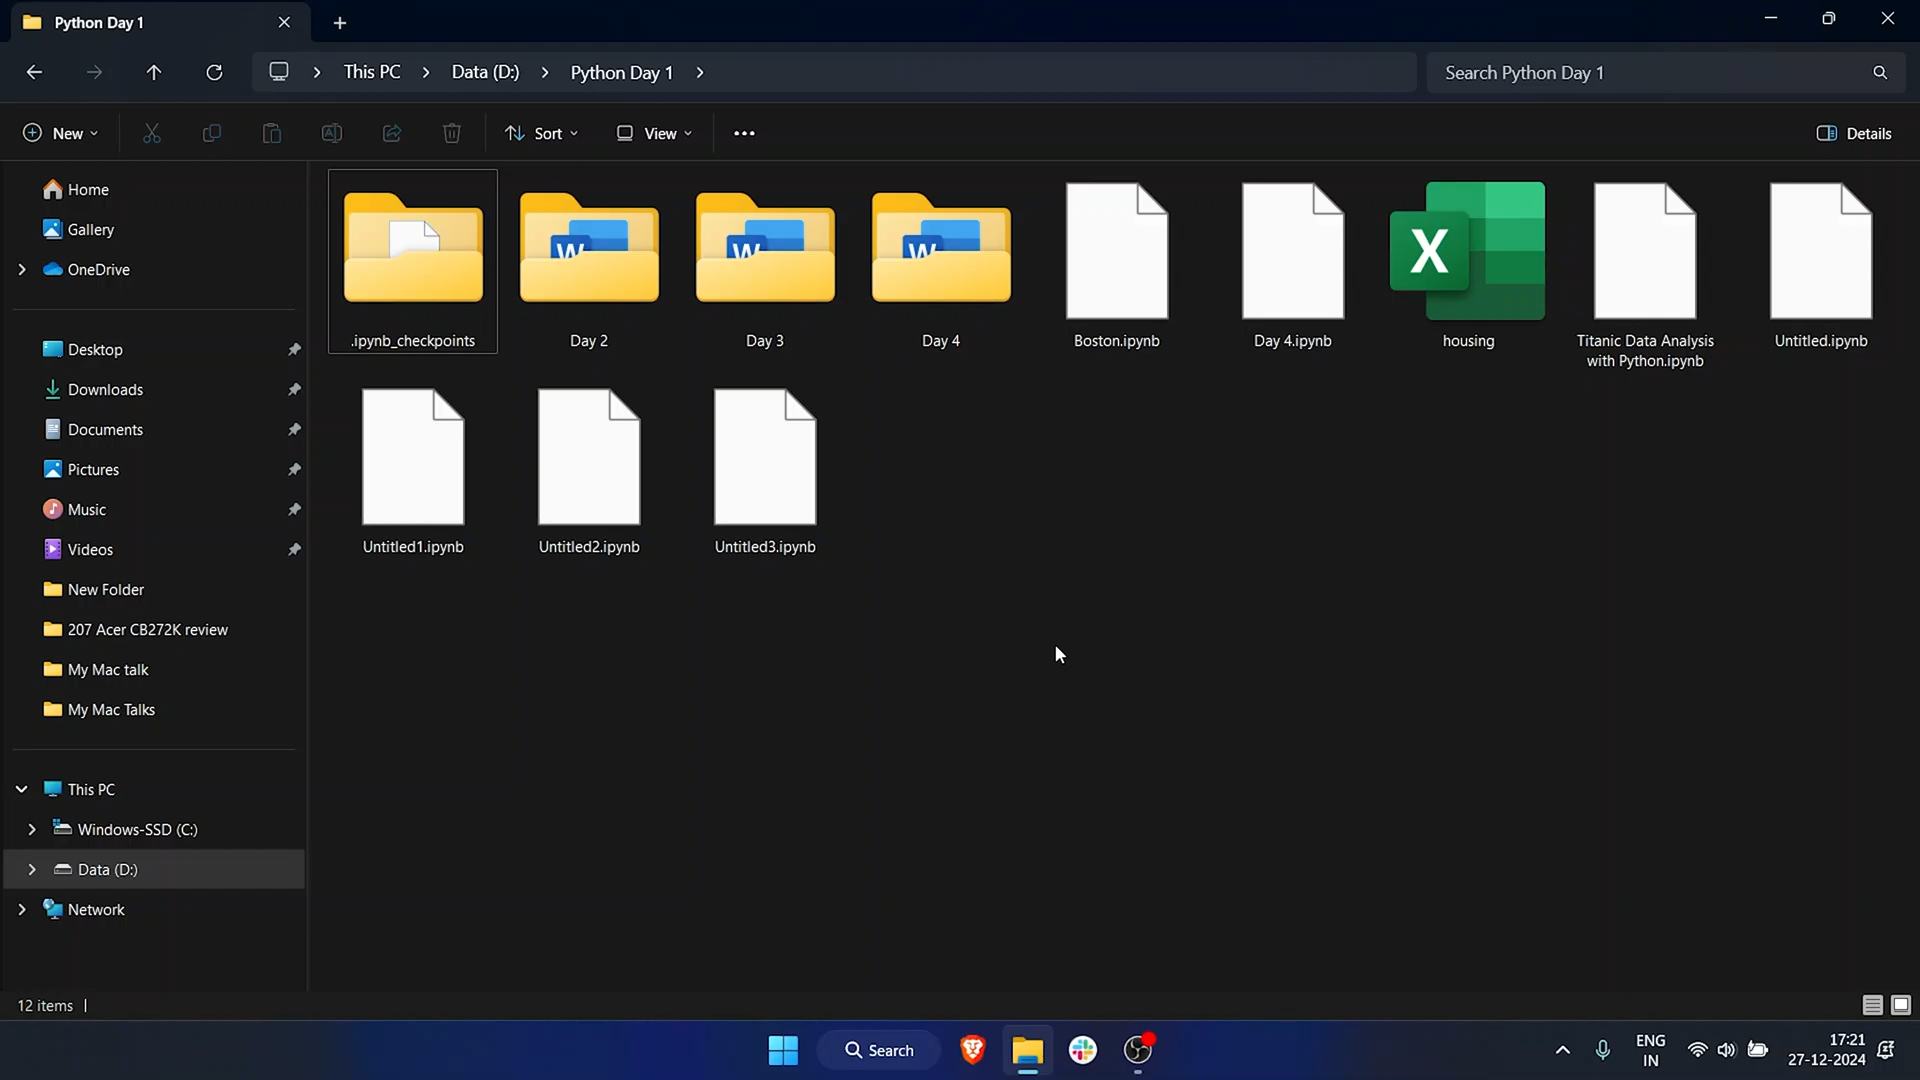 Python Day 1
This PC
Data (D:)
Python Day 1
Search Python Day 1
New
Sort
View
Details
Home
Gallery
OneDrive
Desktop
Downloads
Documents
Pictures
Music
Videos
New Folder
207 Acer CB272K review
My Mac talk
My Mac Talks
This PC
Windows-SSD (C:)
Data (D:)
Network
.ipynb_checkpoints
W
Day 2
W
Day 3
W
Day 4
Boston.ipynb
Day 4.ipynb
X
housing
Titanic Data Analysis
with Python.ipynb
Untitled.ipynb
Untitled1.ipynb
Untitled2.ipynb
Untitled3.ipynb
12 items
Search
ENG
IN
17:21
27-12-2024